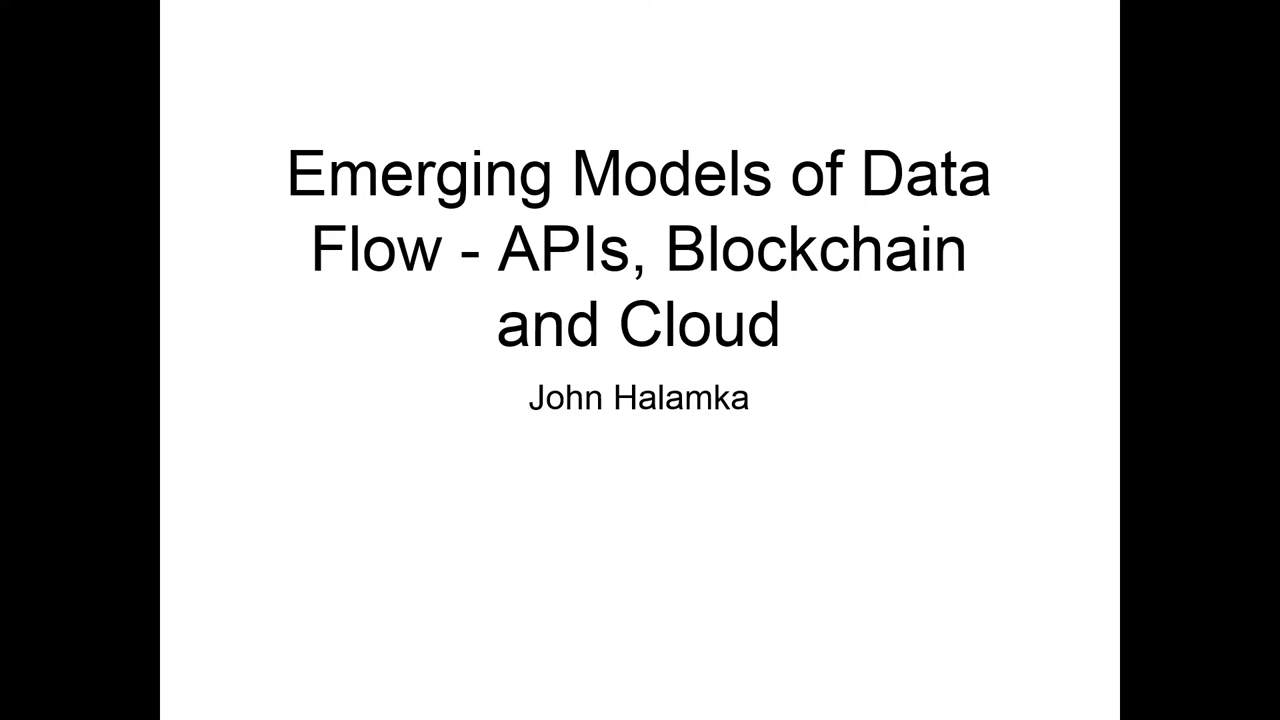 Emerging Models of Data
Flow - APIs, Blockchain
and Cloud
John Halamka